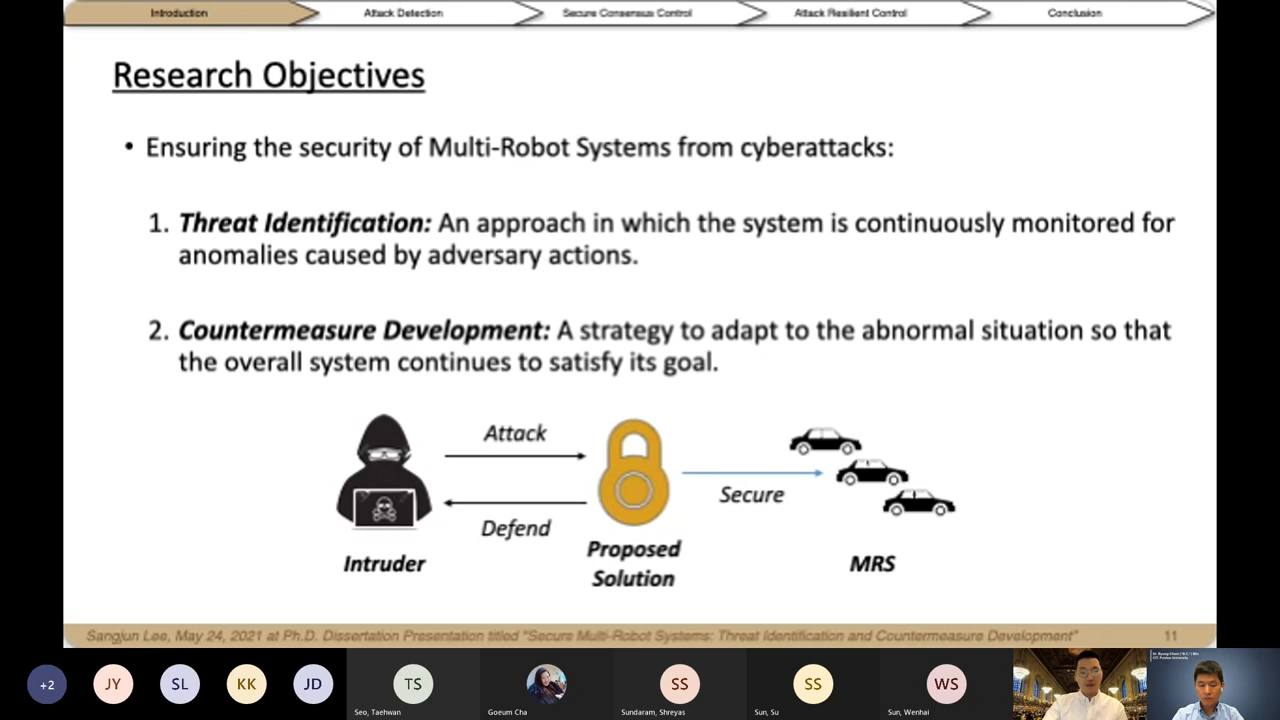 Introduction
Attack Detection
Secure Consensus Control
Attack Resilient Control
Conclusion
Research Objectives
• Ensuring the security of Multi-Robot Systems from cyberattacks:
1. Threat Identification: An approach in which the system is continuously monitored for
anomalies caused by adversary actions.
2. Countermeasure Development: A strategy to adapt to the abnormal situation so that
the overall system continues to satisfy its goal.
Attack
Defend
Secure
Intruder
Proposed
Solution
MRS
Sangjun Lee, May 24, 2021 at Ph.D. Dissertation Presentation titled "Secure Multi-Robot Systems: Threat Identification and Countermeasure Development"
11
+2
JY
SL
KK
JD
TS
SS
SS
WS
Seo, Taehwan
Goeum Cha
Sundaram, Shreyas
Sun, Su
Sun, Wenhai